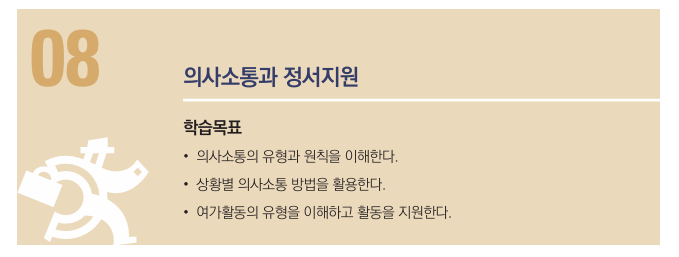 08
의사소통과 정서지원
학습목표
• 의사소통의 유형과 원칙을 이해한다.
• 상황별 의사소통 방법을 활용한다.
• 여가활동의 유형을 이해하고 활동을 지원한다.